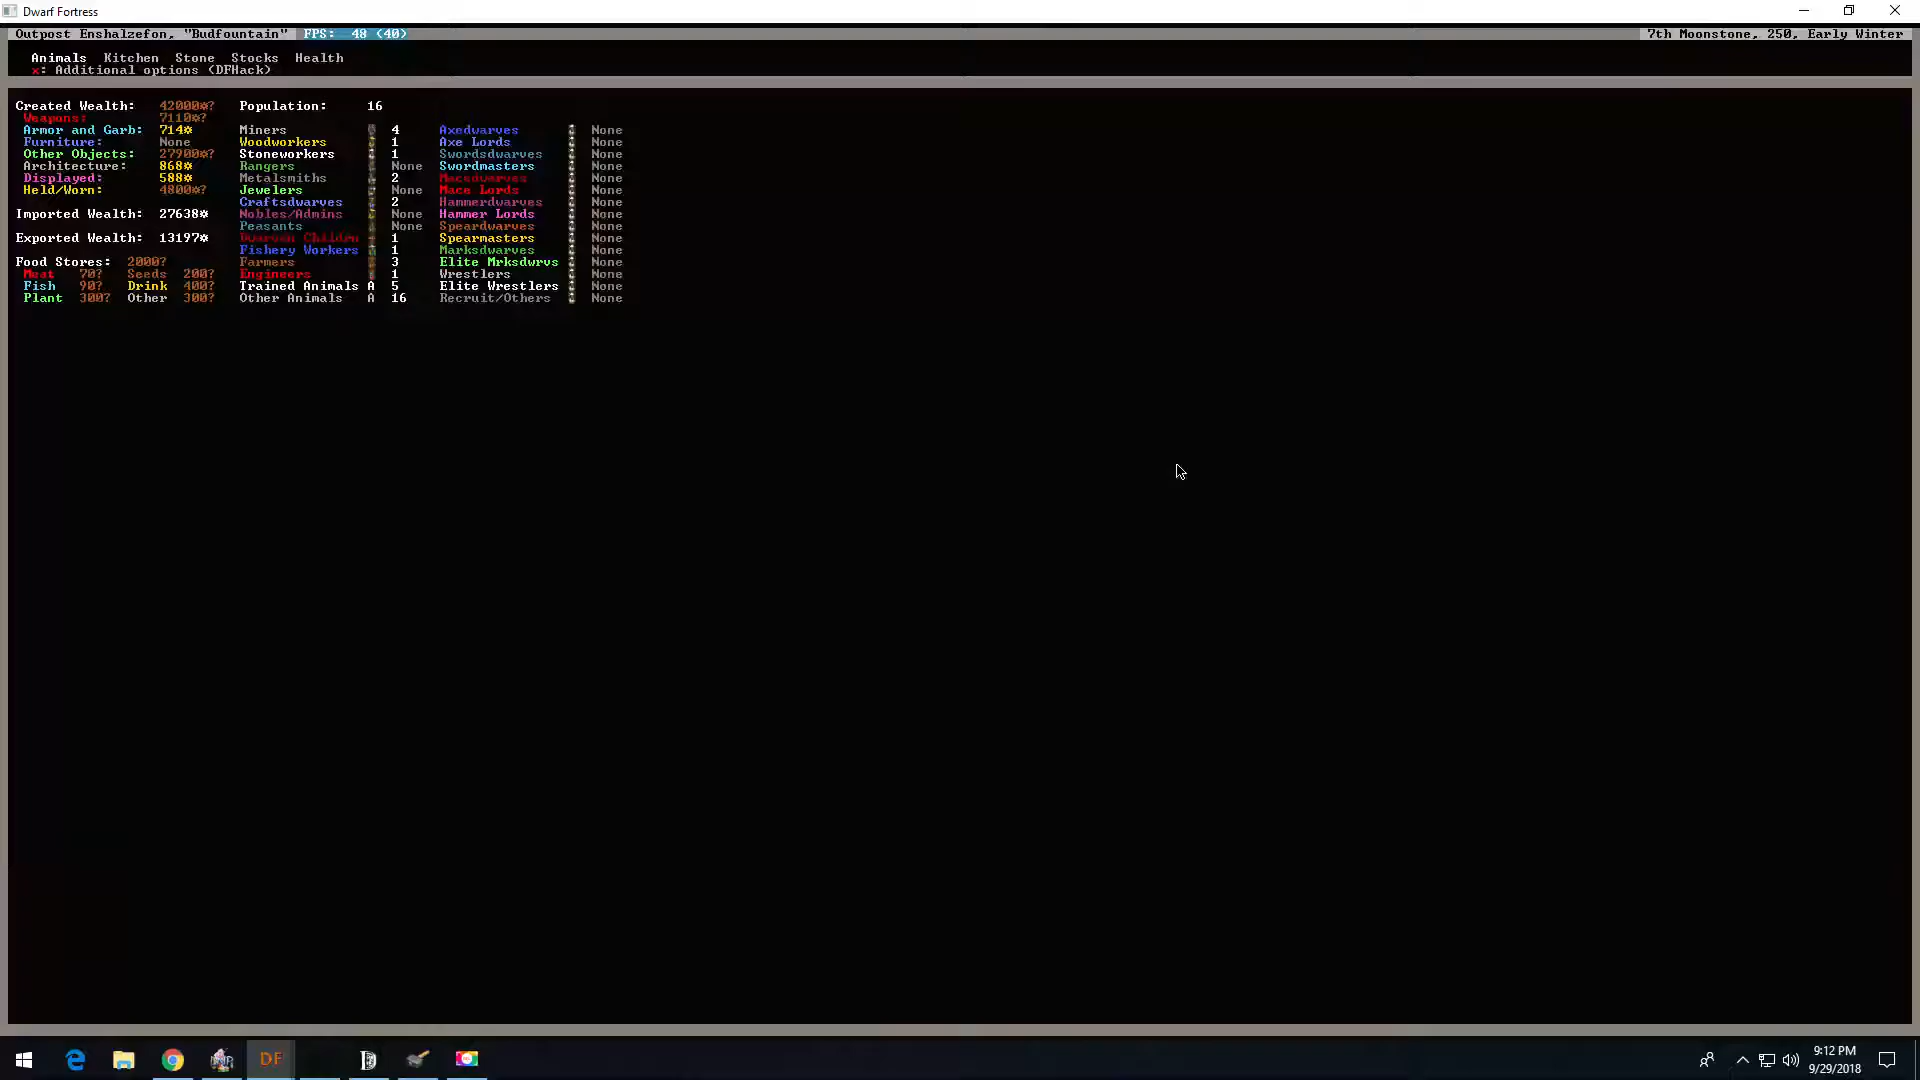 Dwarf Fortress
Outpost Enshalzefon, "Budfountain" FPS: 48 (40) 7th Moonstone, 250, Early Winter
Animals Kitchen Stone Stocks Health
x: Additional options (DFHack)
Created Wealth: 42000☼? Population: 16
Weapons: 7110☼?
Armor and Garb: 714☼ Miners 4 Axedwarves None
Furniture: None Woodworkers 1 Axe Lords None
Other Objects: 27900☼? Stoneworkers 1 Swordsdwarves None
Architecture: 868☼ Rangers None Swordmasters None
Displayed: 588☼ Metalsmiths 2 Macedwarves None
Held/Worn: 4800☼? Jewelers None Mace Lords None
Craftsdwarves 2 Hammerdwarves None
Imported Wealth: 27638☼ Nobles/Admins None Hammer Lords None
Peasants None Speardwarves None
Exported Wealth: 13197☼ Dwarven Children 1 Spearmasters None
Fishery Workers 1 Marksdwarves None
Food Stores: 2000? Farmers 3 Elite Mrksdwrvs None
Meat 70? Seeds 200? Engineers 1 Wrestlers None
Fish 90? Drink 400? Trained Animals A 5 Elite Wrestlers None
Plant 300? Other 300? Other Animals A 16 Recruit/Others None
DF
9:12 PM
9/29/2018